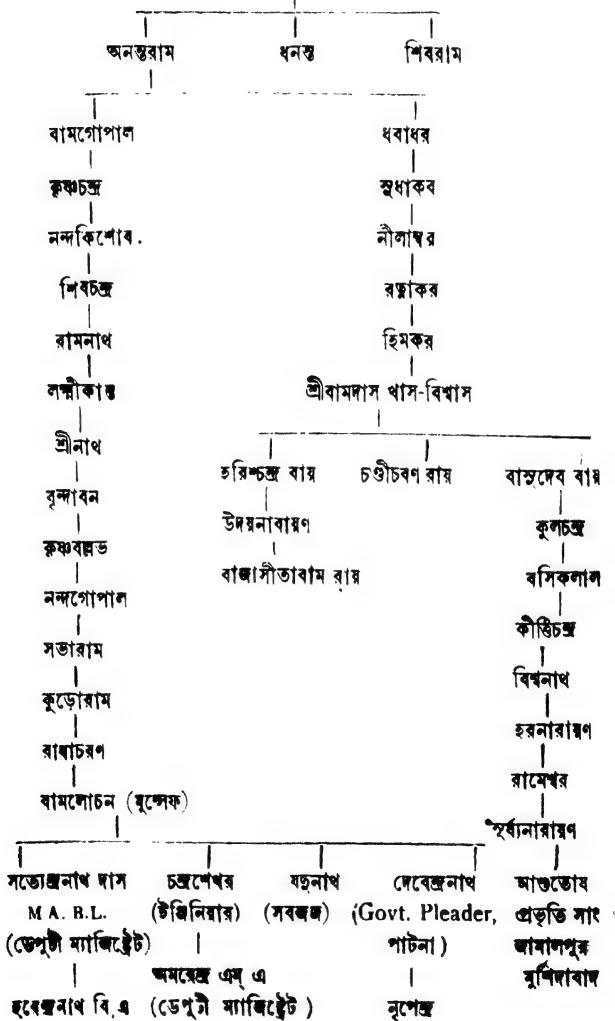 অনন্তরাম ধনন্ত শিবরাম
বামগোপাল ধবাধর
কৃষ্ণচন্দ্র সুধাকব
নন্দকিশোব . নীলাম্বর
শিবচন্দ্র রত্নাকর
রামনাথ হিমকর
লক্ষ্মীকান্ত শ্রীবামদাস খাস-বিশ্বাস
শ্রীনাথ হরিশ্চন্দ্র বায় চণ্ডীচবণ রায় বাসুদেব বায়
বৃন্দাবন উদয়নাবায়ণ কুলচন্দ্র
কৃষ্ণবল্লভ বাজাসীতাবাম রায় বসিকলাল
নন্দগোপাল কীর্ত্তিচন্দ্র
সভারাম বিশ্বনাথ
কুড়োরাম হরনারায়ণ
রাধাচরণ রামেশ্বর
বামলোচন (মুন্সেফ) সূর্য্যনারায়ণ
সত্যেন্দ্রনাথ দাস চন্দ্রশেখর যদুনাথ দেবেন্দ্রনাথ আশুতোষ
M A. B.L. (ইঞ্জিনিয়ার) (সবজজ) (Govt. Pleader, প্রভৃতি সাং
(ডেপুটী ম্যাজিষ্ট্রেট) পাটনা) জামালপুর
অমরেন্দ্র এম্ এ মুর্শিদাবাদ
হরেন্দ্রনাথ বি,এ (ডেপুটী ম্যাজিষ্ট্রেট ) নৃপেন্দ্র